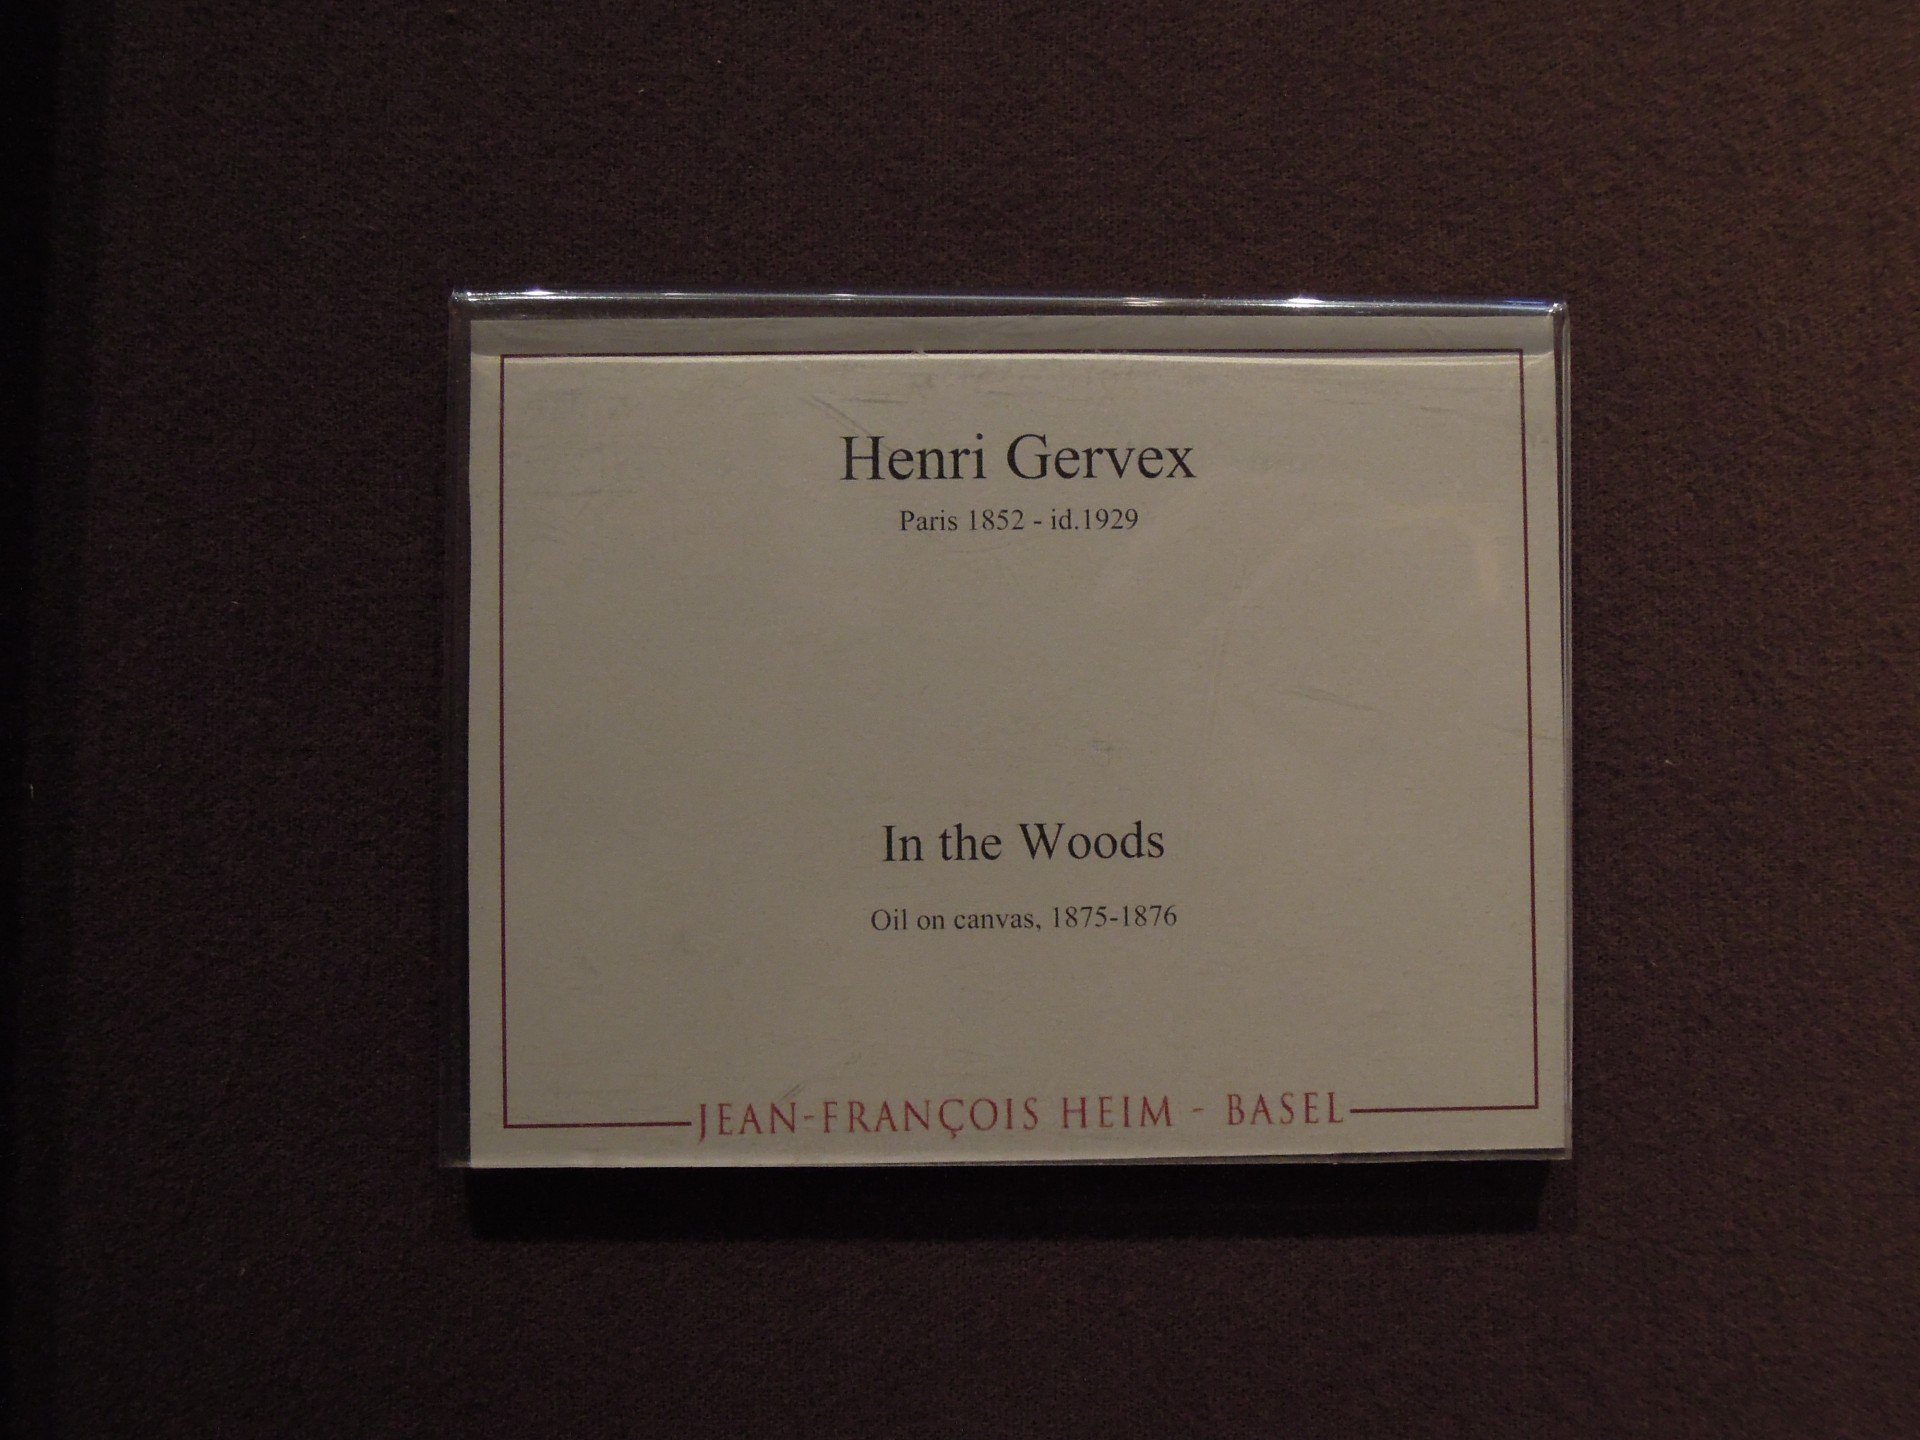 Henri Gervex
Paris 1852 - id.1929
In the Woods
Oil on canvas, 1875-1876
JEAN-FRANÇOIS HEIM - BASEL